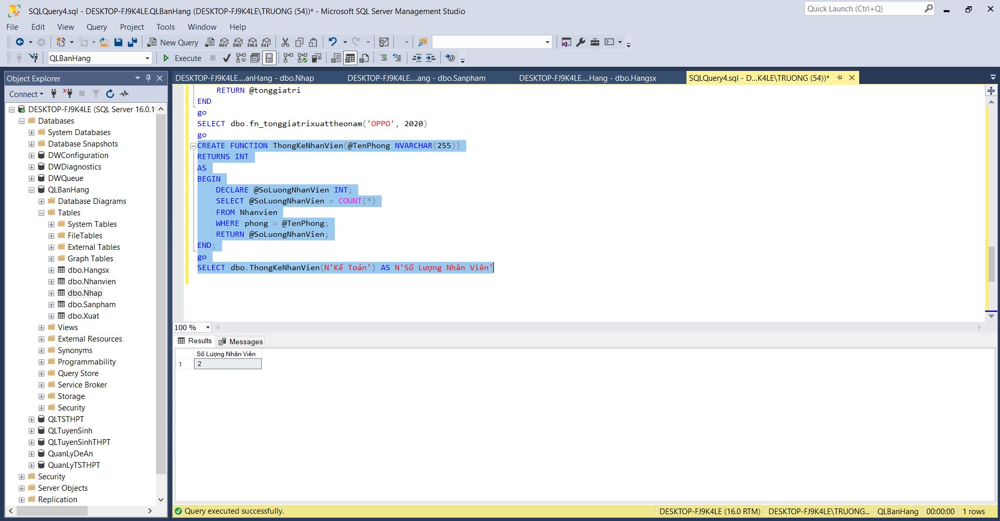 SQLQuery4.sql - DESKTOP-FJ9K4LE.QLBanHang (DESKTOP-FJ9K4LE\TRUONG (54))* - Microsoft SQL Server Management Studio
Quick Launch (Ctrl+Q)
File Edit View Query Project Tools Window Help
New Query
MDX DMX XMLA DAX
QLBanHang
Execute
Object Explorer
DESKTOP-FJ9K4LE....anHang - dbo.Nhap
DESKTOP-FJ9K4LE....ang - dbo.Sanpham
DESKTOP-FJ9K4LE....Hang - dbo.Hangsx
SQLQuery4.sql - D...K4LE\TRUONG (54))*
Connect
DESKTOP-FJ9K4LE (SQL Server 16.0.1
Databases
System Databases
Database Snapshots
DWConfiguration
DWDiagnostics
DWQueue
QLBanHang
Database Diagrams
Tables
System Tables
FileTables
External Tables
Graph Tables
dbo.Hangsx
dbo.Nhanvien
dbo.Nhap
dbo.Sanpham
dbo.Xuat
Views
External Resources
Synonyms
Programmability
Query Store
Service Broker
Storage
Security
QLTSTHPT
QLTuyenSinh
QLTuyenSinhTHPT
QuanLyDeAn
QuanLyTSTHPT
Security
Server Objects
Replication
RETURN @tonggiatri
END
go
SELECT dbo.fn_tonggiatrixuattheonam('OPPO', 2020)
go
CREATE FUNCTION ThongKeNhanVien(@TenPhong NVARCHAR(255))
RETURNS INT
AS
BEGIN
DECLARE @SoLuongNhanVien INT;
SELECT @SoLuongNhanVien = COUNT(*)
FROM Nhanvien
WHERE phong = @TenPhong;
RETURN @SoLuongNhanVien;
END;
go
SELECT dbo.ThongKeNhanVien(N'Kế Toán') AS N'Số Lượng Nhân Viên'
100 %
Results Messages
Số Lượng Nhân Viên
1 2
Query executed successfully.
DESKTOP-FJ9K4LE (16.0 RTM)
DESKTOP-FJ9K4LE\TRUONG...
QLBanHang
00:00:00
1 rows